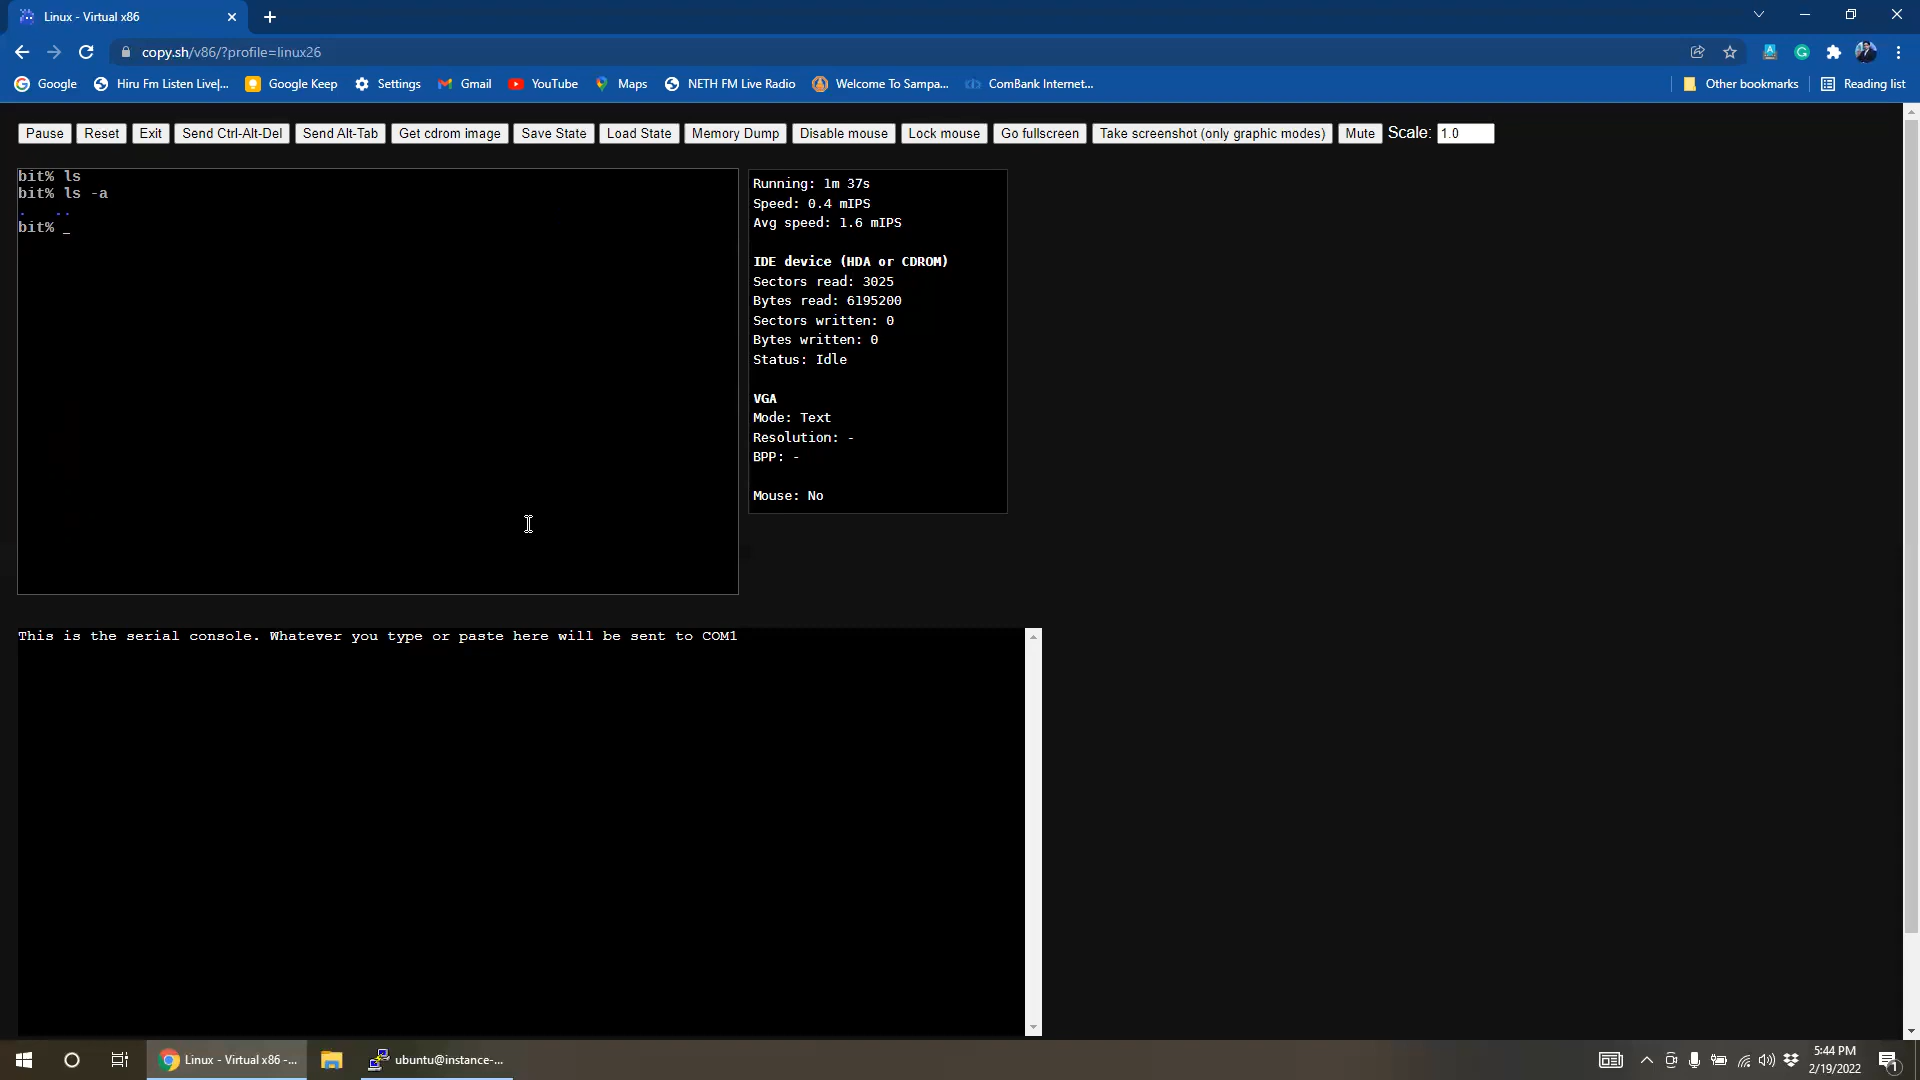 Linux - Virtual x86
copy.sh/v86/?profile=linux26
Google Hiru Fm Listen Live|... Google Keep Settings Gmail YouTube Maps NETH FM Live Radio Welcome To Sampa... ComBank Internet... Other bookmarks Reading list
Pause Reset Exit Send Ctrl-Alt-Del Send Alt-Tab Get cdrom image Save State Load State Memory Dump Disable mouse Lock mouse Go fullscreen Take screenshot (only graphic modes) Mute Scale: 1.0
bit% ls
bit% ls -a
. ..
bit% _
Running: 1m 37s
Speed: 0.4 mIPS
Avg speed: 1.6 mIPS
IDE device (HDA or CDROM)
Sectors read: 3025
Bytes read: 6195200
Sectors written: 0
Bytes written: 0
Status: Idle
VGA
Mode: Text
Resolution: -
BPP: -
Mouse: No
This is the serial console. Whatever you type or paste here will be sent to COM1
Linux - Virtual x86 -... ubuntu@instance-... 5:44 PM
2/19/2022 1